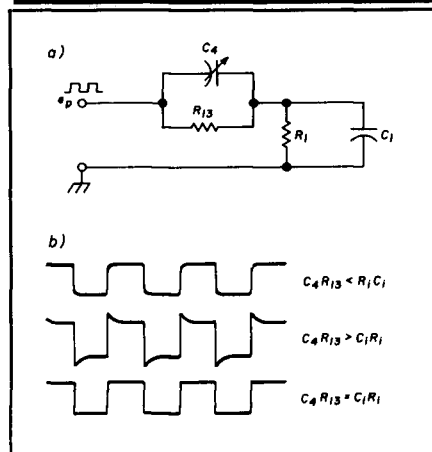 a)
C4
R13
ep
R1
C1
b)
C4R13 < R1C1
C4R13 > C1R1
C4R13 = C1R1